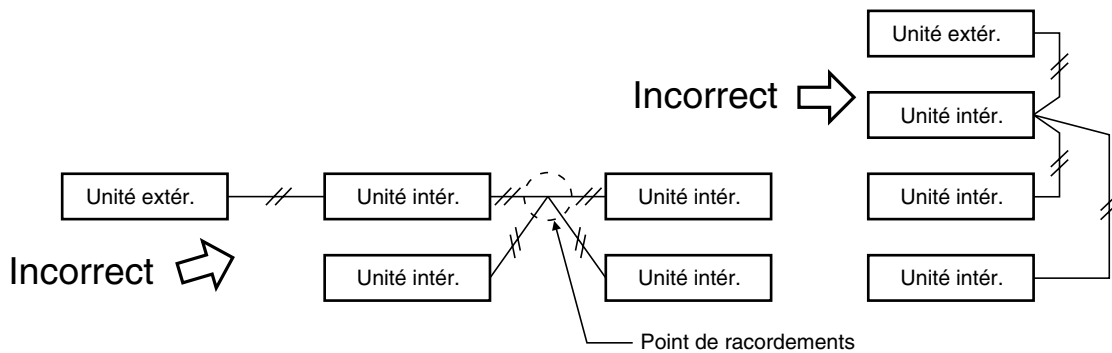 Unité extér.
Incorrect
Unité intér.
Unité extér.
Unité intér.
Unité intér.
Unité intér.
Incorrect
Unité intér.
Unité intér.
Unité intér.
Point de racordements